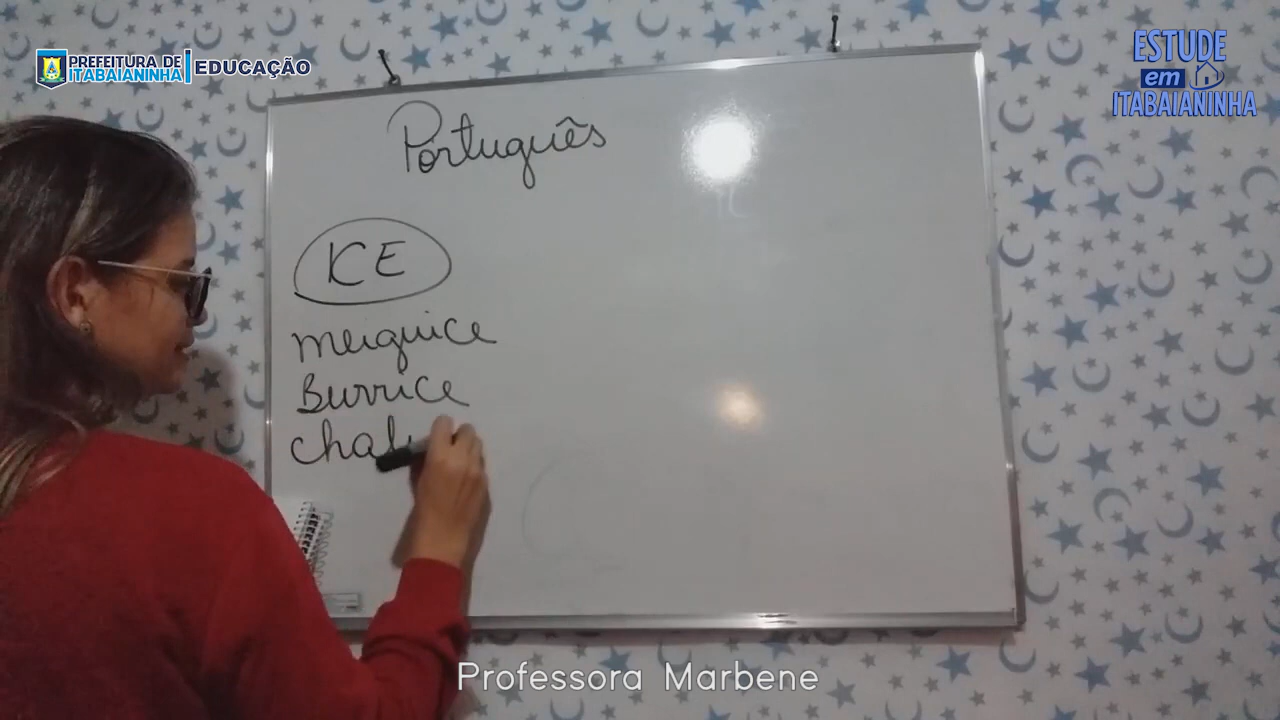 PREFEITURA DE
ITABAIANINHA
EDUCAÇÃO
ESTUDE
em
ITABAIANINHA
Português
ICE
meiguice
Burrice
Professora Marbene